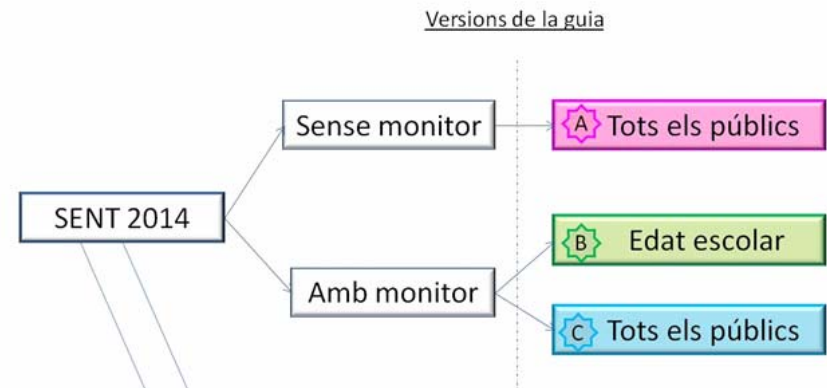 Versions de la guia
Sense monitor
A Tots els públics
SENT 2014
B Edat escolar
Amb monitor
C Tots els públics